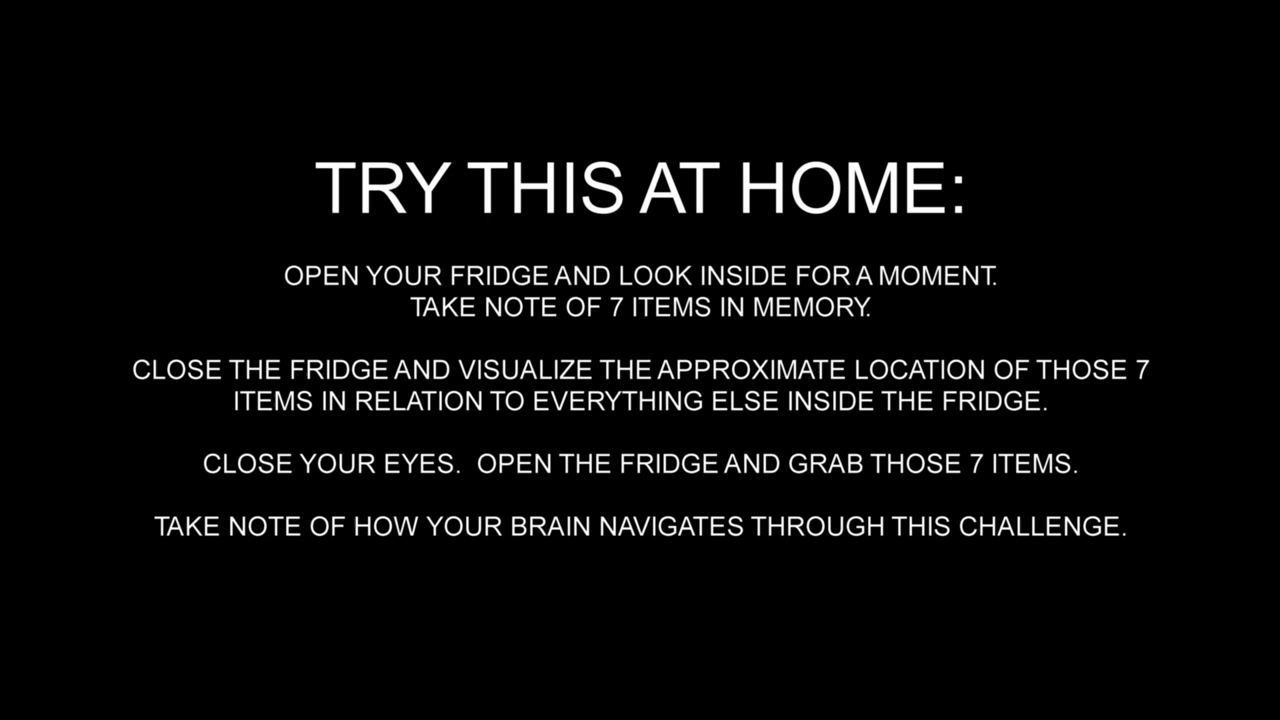 TRY THIS AT HOME:
OPEN YOUR FRIDGE AND LOOK INSIDE FOR A MOMENT.
TAKE NOTE OF 7 ITEMS IN MEMORY.
CLOSE THE FRIDGE AND VISUALIZE THE APPROXIMATE LOCATION OF THOSE 7
ITEMS IN RELATION TO EVERYTHING ELSE INSIDE THE FRIDGE.
CLOSE YOUR EYES.  OPEN THE FRIDGE AND GRAB THOSE 7 ITEMS.
TAKE NOTE OF HOW YOUR BRAIN NAVIGATES THROUGH THIS CHALLENGE.